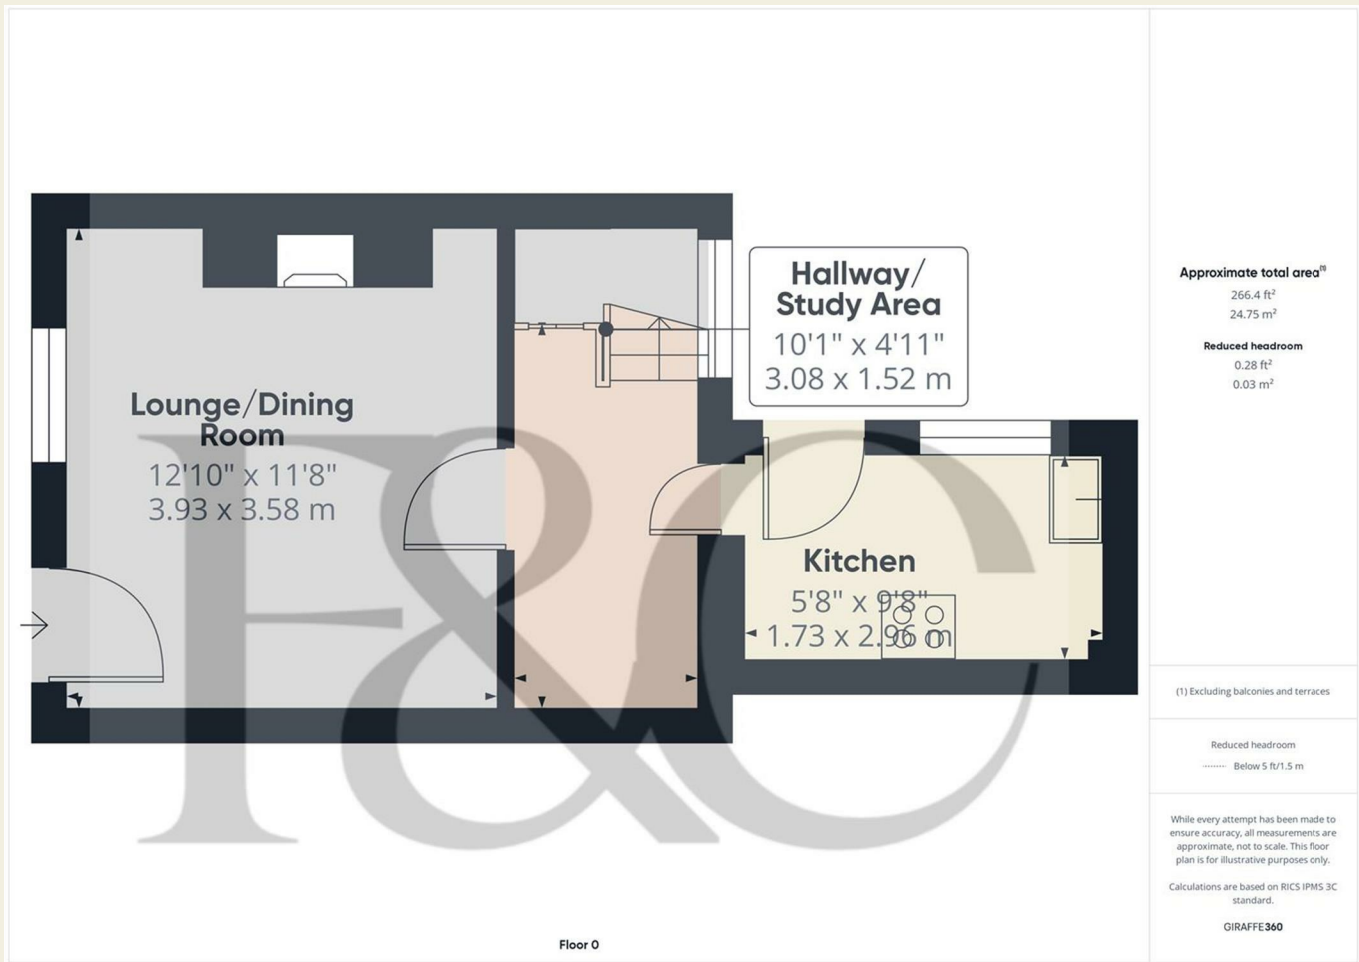 Hallway/
Study Area
10'1" x 4'11"
3.08 x 1.52 m
Lounge/Dining
Room
12'10" x 11'8"
3.93 x 3.58 m
Kitchen
5'8" x 9'8"
1.73 x 2.96 m
F&C
Floor 0
Approximate total area(1)
266.4 ft²
24.75 m²
Reduced headroom
0.28 ft²
0.03 m²
(1) Excluding balconies and terraces
Reduced headroom
Below 5 ft/1.5 m
While every attempt has been made to
ensure accuracy, all measurements are
approximate, not to scale. This floor
plan is for illustrative purposes only.
Calculations are based on RICS IPMS 3C
standard.
GIRAFFE360